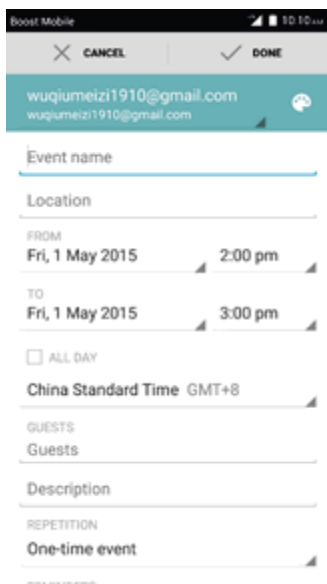 Boost Mobile 10:10 AM
CANCEL DONE
wuqiumeizi1910@gmail.com
wuqiumeizi1910@gmail.com
Event name
Location
FROM
Fri, 1 May 2015 2:00 pm
TO
Fri, 1 May 2015 3:00 pm
ALL DAY
China Standard Time GMT+8
GUESTS
Guests
Description
REPETITION
One-time event
REMINDERS